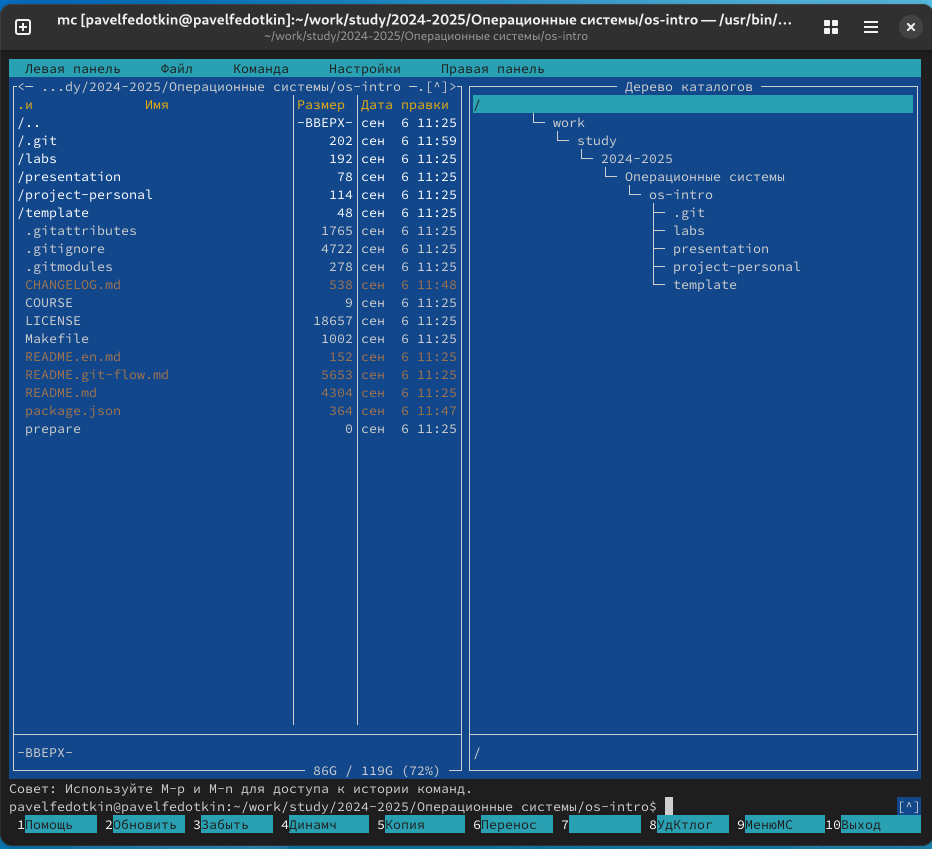 mc [pavelfedotkin@pavelfedotkin]:~/work/study/2024-2025/Операционные системы/os-intro — /usr/bin/…
~/work/study/2024-2025/Операционные системы/os-intro
Левая панель Файл Команда Настройки Правая панель
<─ ...dy/2024-2025/Операционные системы/os-intro ─.[^]>
.и Имя Размер Дата правки
/.. -ВВЕРХ- сен 6 11:25
/.git 202 сен 6 11:59
/labs 192 сен 6 11:25
/presentation 78 сен 6 11:25
/project-personal 114 сен 6 11:25
/template 48 сен 6 11:25
.gitattributes 1765 сен 6 11:25
.gitignore 4722 сен 6 11:25
.gitmodules 278 сен 6 11:25
CHANGELOG.md 538 сен 6 11:48
COURSE 9 сен 6 11:25
LICENSE 18657 сен 6 11:25
Makefile 1002 сен 6 11:25
README.en.md 152 сен 6 11:25
README.git-flow.md 5653 сен 6 11:25
README.md 4304 сен 6 11:25
package.json 364 сен 6 11:47
prepare 0 сен 6 11:25
-ВВЕРХ-
86G / 119G (72%)
Дерево каталогов
/
work
study
2024-2025
Операционные системы
os-intro
.git
labs
presentation
project-personal
template
/
Совет: Используйте M-p и M-n для доступа к истории команд.
pavelfedotkin@pavelfedotkin:~/work/study/2024-2025/Операционные системы/os-intro$ [^]
1Помощь 2Обновить 3Забыть 4Динамч 5Копия 6Перенос 7 8УдКтлог 9МенюMC 10Выход